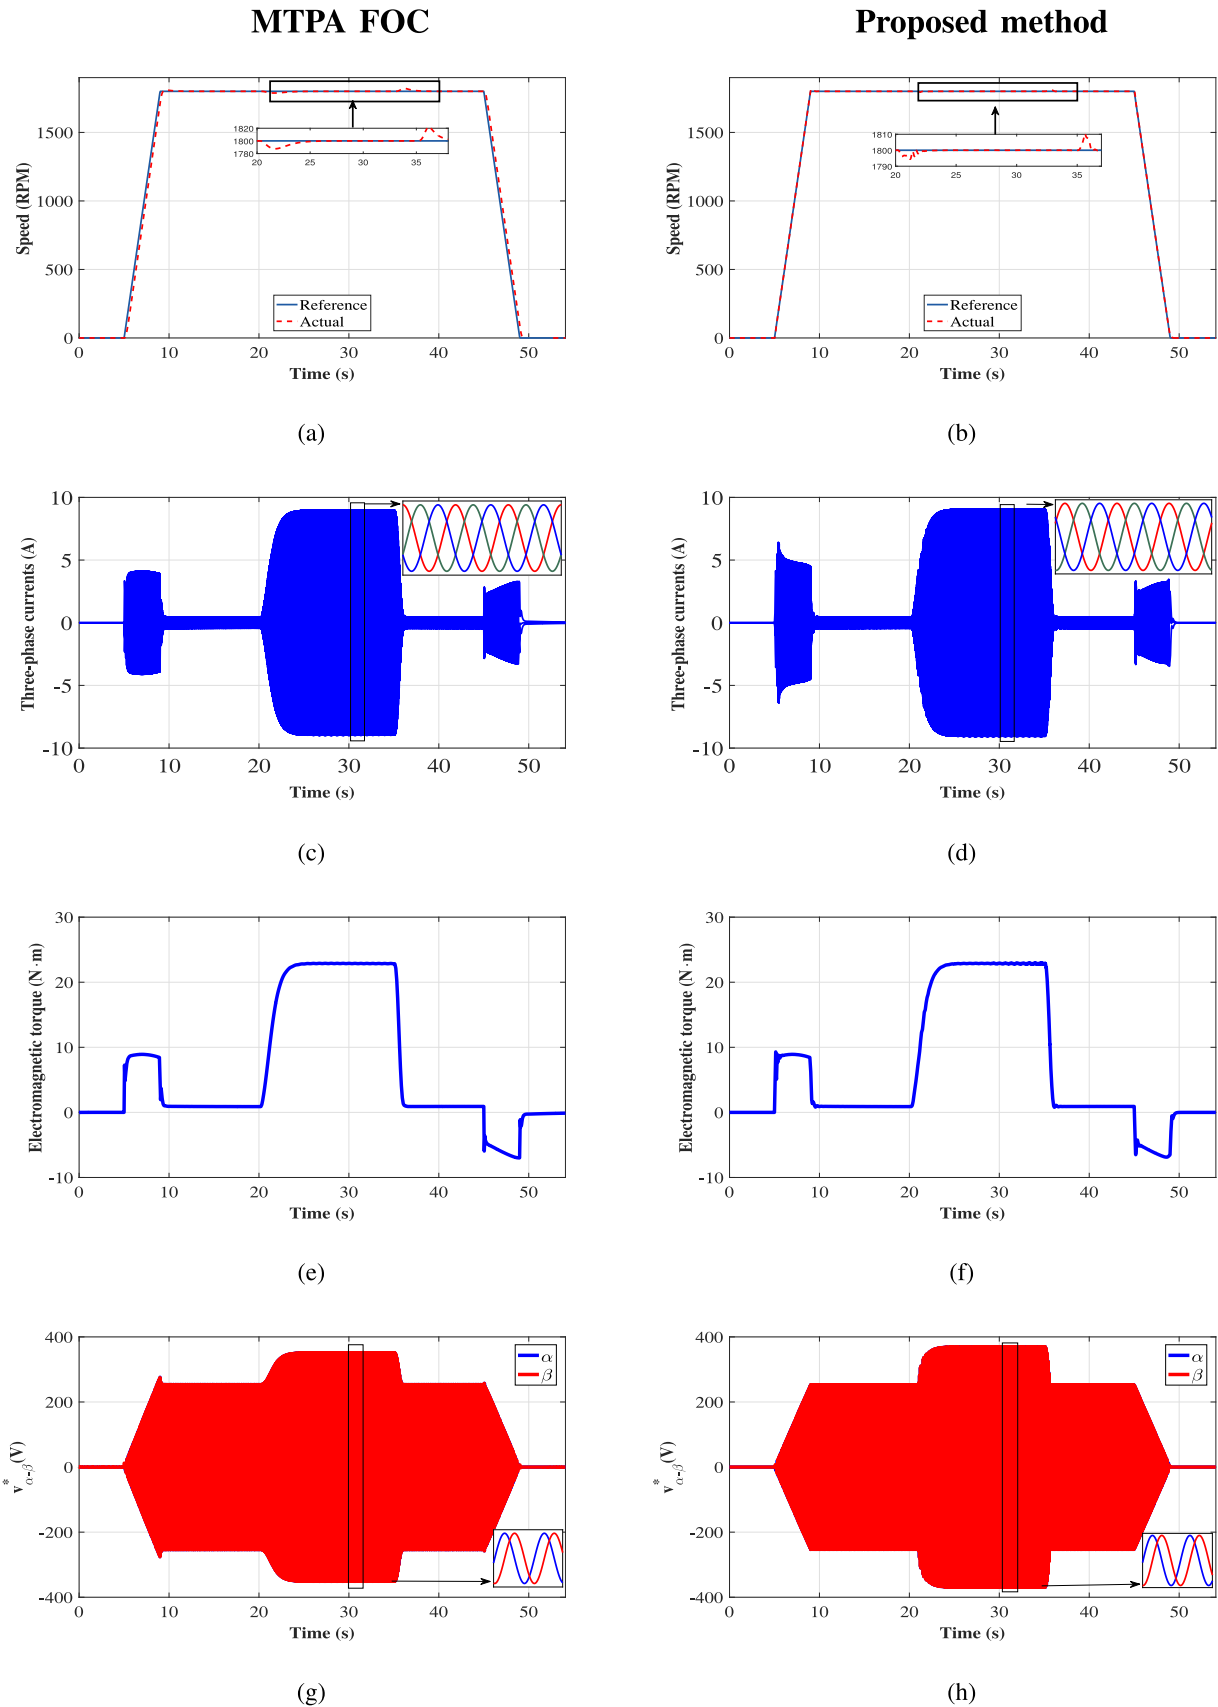 MTPA FOC
Proposed method
Speed (RPM)
1500
1000
500
0
1820
1800
1780
20 25 30 35
Reference
Actual
0 10 20 30 40 50
Time (s)
(a)
Speed (RPM)
1500
1000
500
0
1810
1800
1790
20 25 30 35
Reference
Actual
0 10 20 30 40 50
Time (s)
(b)
Three-phase currents (A)
10
5
0
-5
-10
0 10 20 30 40 50
Time (s)
(c)
Three-phase currents (A)
10
5
0
-5
-10
0 10 20 30 40 50
Time (s)
(d)
Electromagnetic torque (N·m)
30
20
10
0
-10
0 10 20 30 40 50
Time (s)
(e)
Electromagnetic torque (N·m)
30
20
10
0
-10
0 10 20 30 40 50
Time (s)
(f)
v*α-β(V)
400
200
0
-200
-400
α
β
0 10 20 30 40 50
Time (s)
(g)
v*α-β(V)
400
200
0
-200
-400
α
β
0 10 20 30 40 50
Time (s)
(h)